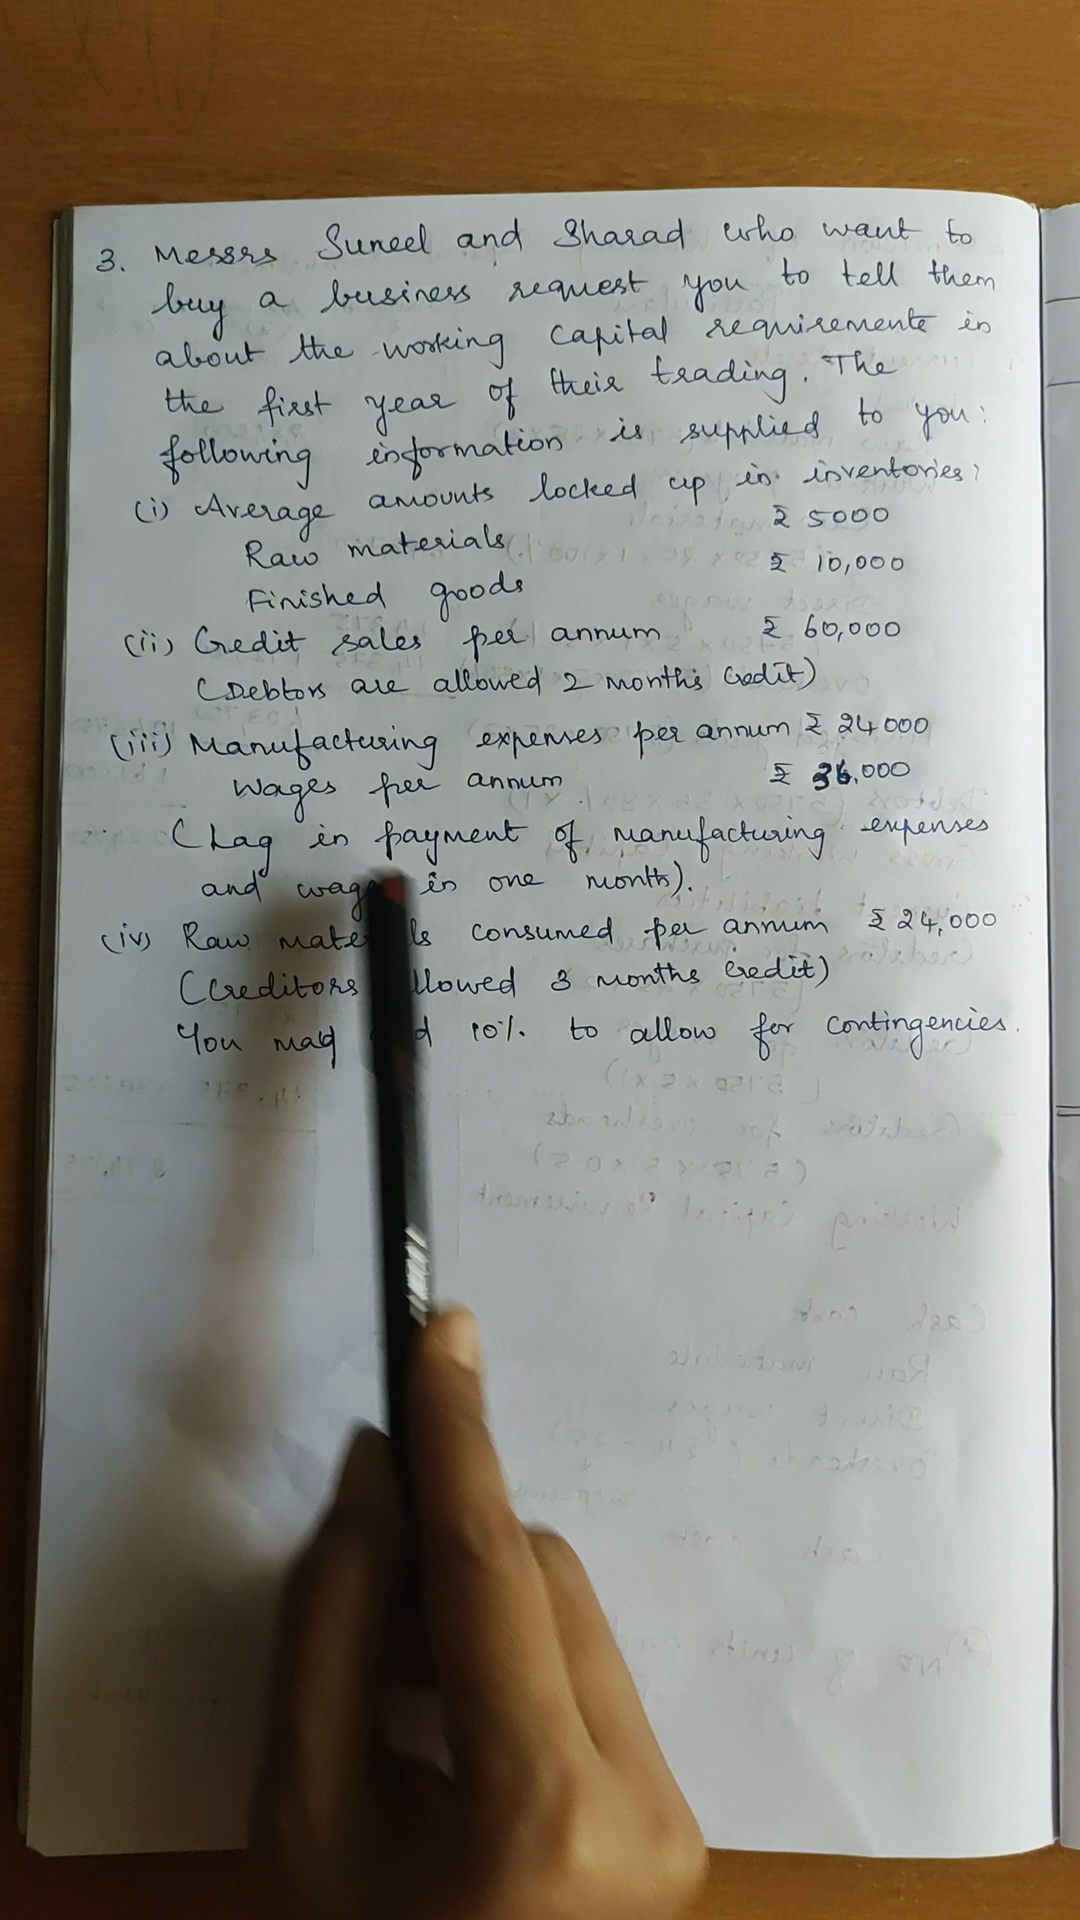 3. Messrs Suneel and Sharad who want to
buy a business request you to tell them
about the working capital requirements in
the first year of their trading. The
following information is supplied to you:
(i) Average amounts locked up in inventories:
Raw materials ₹ 5000
Finished goods ₹ 10,000
(ii) Credit sales per annum ₹ 60,000
(Debtors are allowed 2 months credit)
(iii) Manufacturing expenses per annum ₹ 24000
Wages per annum ₹ 36,000
(Lag in payment of manufacturing expenses
and in one month).
(iv) Raw consumed per annum ₹ 24,000
(Creditors 3 months credit)
You may 10% to allow for contingencies.